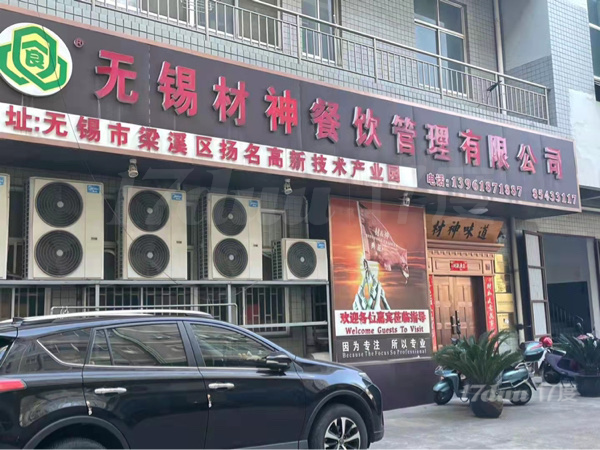 食
®
无锡材神餐饮管理有限公司
址:无锡市梁溪区扬名高新技术产业园
电话:13961871387 85433117
材神味道
欢迎各位嘉宾莅临指导
Welcome Guests To Visit
因为专注 所以专业
Because The Focus So Professional